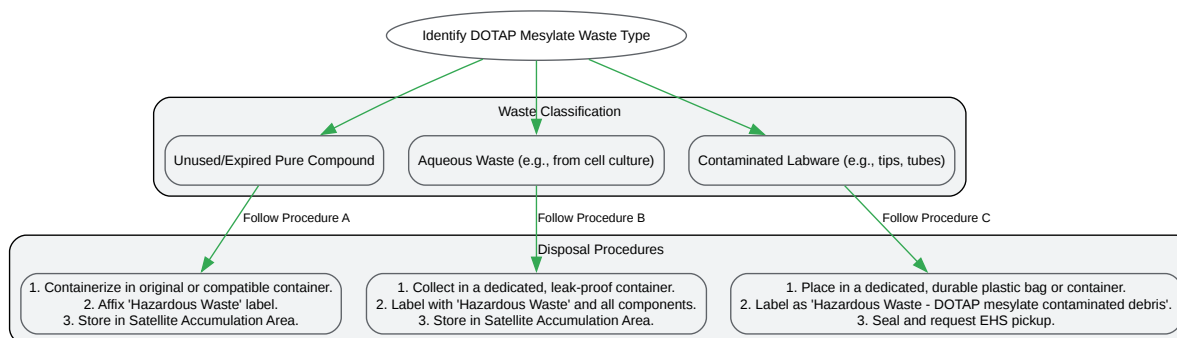 Identify DOTAP Mesylate Waste Type
Waste Classification
Unused/Expired Pure Compound
Aqueous Waste (e.g., from cell culture)
Contaminated Labware (e.g., tips, tubes)
Follow Procedure A
Follow Procedure B
Follow Procedure C
Disposal Procedures
1. Containerize in original or compatible container.
2. Affix 'Hazardous Waste' label.
3. Store in Satellite Accumulation Area.
1. Collect in a dedicated, leak-proof container.
2. Label with 'Hazardous Waste' and all components.
3. Store in Satellite Accumulation Area.
1. Place in a dedicated, durable plastic bag or container.
2. Label as 'Hazardous Waste - DOTAP mesylate contaminated debris'.
3. Seal and request EHS pickup.